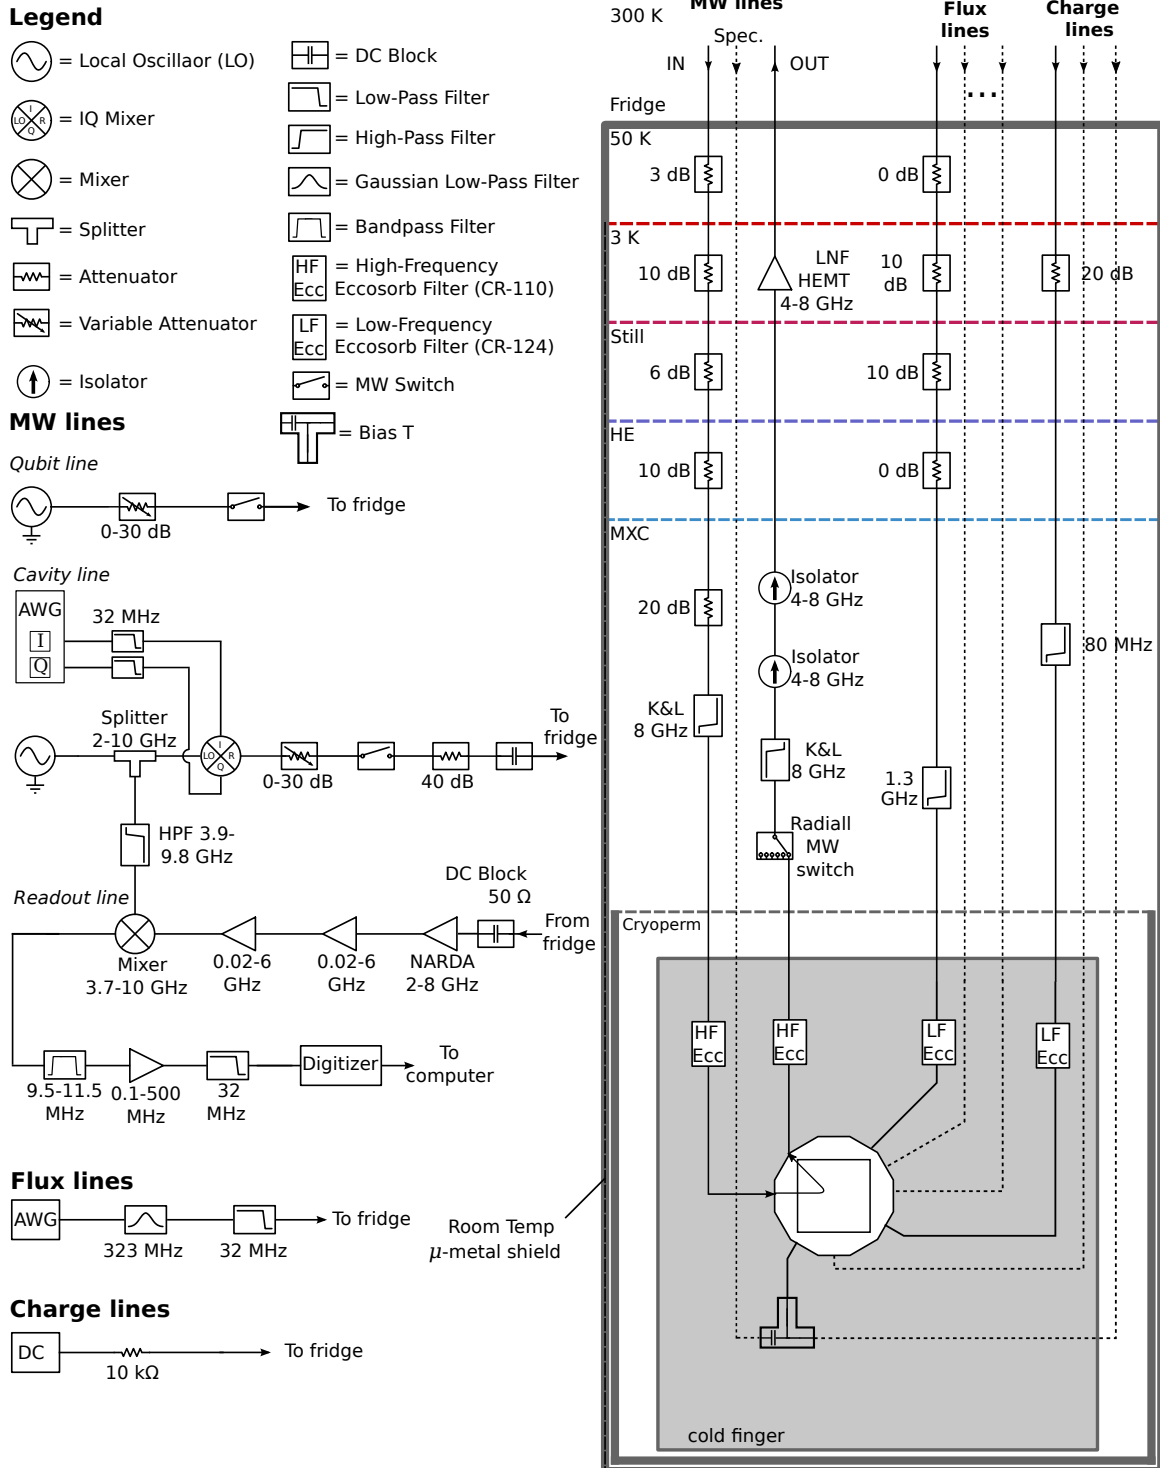 Legend
= Local Oscillaor (LO)
I
LO R
Q
= IQ Mixer
= Mixer
= Splitter
= Attenuator
= Variable Attenuator
= Isolator
= DC Block
= Low-Pass Filter
= High-Pass Filter
= Gaussian Low-Pass Filter
= Bandpass Filter
HF
Ecc
= High-Frequency
Eccosorb Filter (CR-110)
LF
Ecc
= Low-Frequency
Eccosorb Filter (CR-124)
= MW Switch
= Bias T
MW lines
Qubit line
0-30 dB
To fridge
Cavity line
AWG
I
Q
32 MHz
Splitter
2-10 GHz
I
LO R
Q
0-30 dB
40 dB
To
fridge
HPF 3.9-
9.8 GHz
Readout line
DC Block
50 Ω
From
fridge
Mixer
3.7-10 GHz
0.02-6
GHz
0.02-6
GHz
NARDA
2-8 GHz
9.5-11.5
MHz
0.1-500
MHz
32
MHz
Digitizer
To
computer
Flux lines
AWG
323 MHz
32 MHz
To fridge
Charge lines
DC
10 kΩ
To fridge
Room Temp
μ-metal shield
300 K
MW lines
Spec.
IN
OUT
Flux
lines
...
Charge
lines
Fridge
50 K
3 dB
0 dB
3 K
10 dB
LNF
HEMT
4-8 GHz
10
dB
20 dB
Still
6 dB
10 dB
HE
10 dB
0 dB
MXC
20 dB
Isolator
4-8 GHz
Isolator
4-8 GHz
80 MHz
K&L
8 GHz
K&L
8 GHz
1.3
GHz
Radiall
MW
switch
Cryoperm
HF
Ecc
HF
Ecc
LF
Ecc
LF
Ecc
cold finger